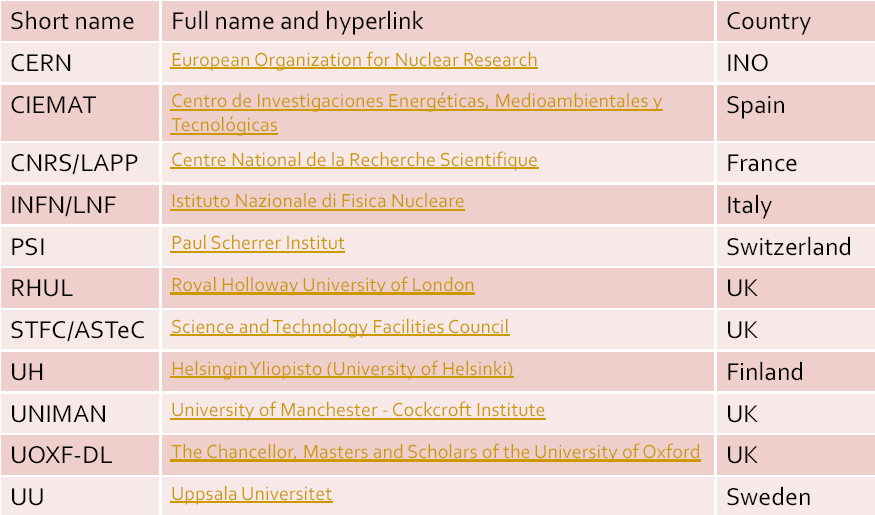 Short name Full name and hyperlink Country
CERN European Organization for Nuclear Research INO
CIEMAT Centro de Investigaciones Energéticas, Medioambientales y Spain
Tecnológicas
CNRS/LAPP Centre National de la Recherche Scientifique France
INFN/LNF Istituto Nazionale di Fisica Nucleare Italy
PSI Paul Scherrer Institut Switzerland
RHUL Royal Holloway University of London UK
STFC/ASTeC Science and Technology Facilities Council UK
UH Helsingin Yliopisto (University of Helsinki) Finland
UNIMAN University of Manchester - Cockcroft Institute UK
UOXF-DL The Chancellor, Masters and Scholars of the University of Oxford UK
UU Uppsala Universitet Sweden